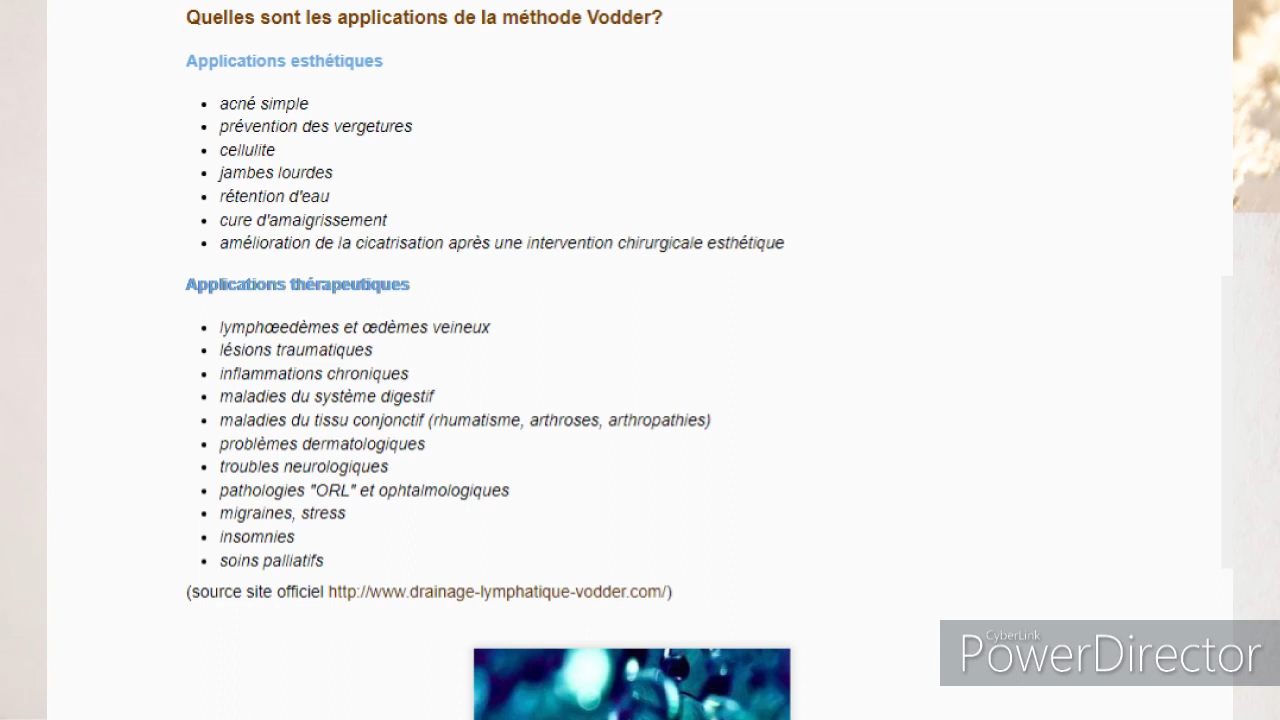 Quelles sont les applications de la méthode Vodder?
Applications esthétiques
acné simple
prévention des vergetures
cellulite
jambes lourdes
rétention d'eau
cure d'amaigrissement
amélioration de la cicatrisation après une intervention chirurgicale esthétique
Applications thérapeutiques
lymphœedèmes et œdèmes veineux
lésions traumatiques
inflammations chroniques
maladies du système digestif
maladies du tissu conjonctif (rhumatisme, arthroses, arthropathies)
problèmes dermatologiques
troubles neurologiques
pathologies "ORL" et ophtalmologiques
migraines, stress
insomnies
soins palliatifs
(source site officiel http://www.drainage-lymphatique-vodder.com/)
CyberLink
PowerDirector